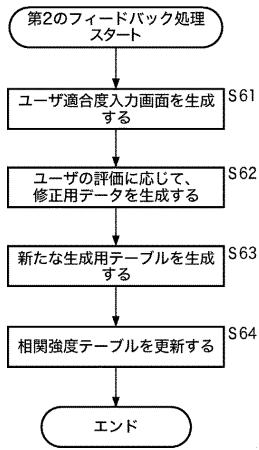 第2のフィードバック処理
スタート
ユーザ適合度入力画面を生成
する
S61
ユーザの評価に応じて、
修正用データを生成する
S62
新たな生成用テーブルを生成
する
S63
相関強度テーブルを更新する
S64
エンド